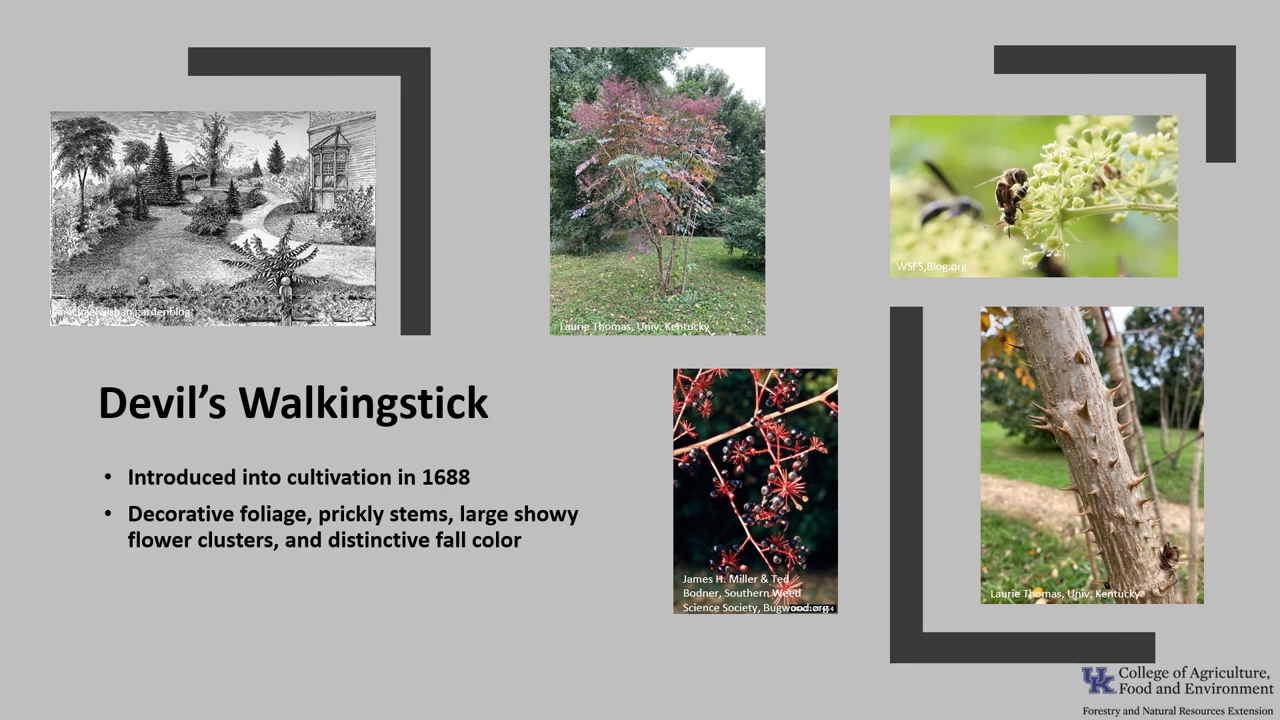 Laurie Thomas, Univ. Kentucky
WSFS,Blog.org
Devil's Walkingstick
• Introduced into cultivation in 1688
• Decorative foliage, prickly stems, large showy
flower clusters, and distinctive fall color
James H. Miller & Ted
Bodner, Southern Weed
Science Society, Bugwood.org
Laurie Thomas, Univ. Kentucky
UK
College of Agriculture,
Food and Environment
Forestry and Natural Resources Extension